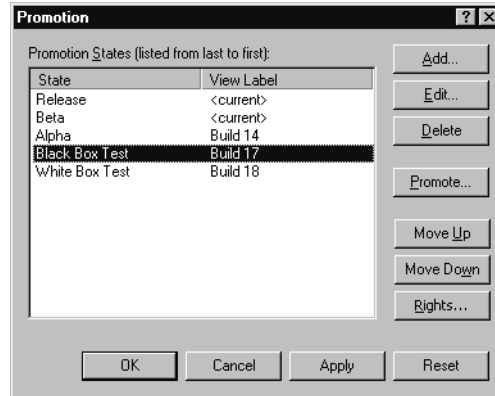 Promotion
Promotion States (listed from last to first):
State View Label
Release <current>
Beta <current>
Alpha Build 14
Black Box Test Build 17
White Box Test Build 18
Add...
Edit...
Delete
Promote...
Move Up
Move Down
Rights...
OK Cancel Apply Reset